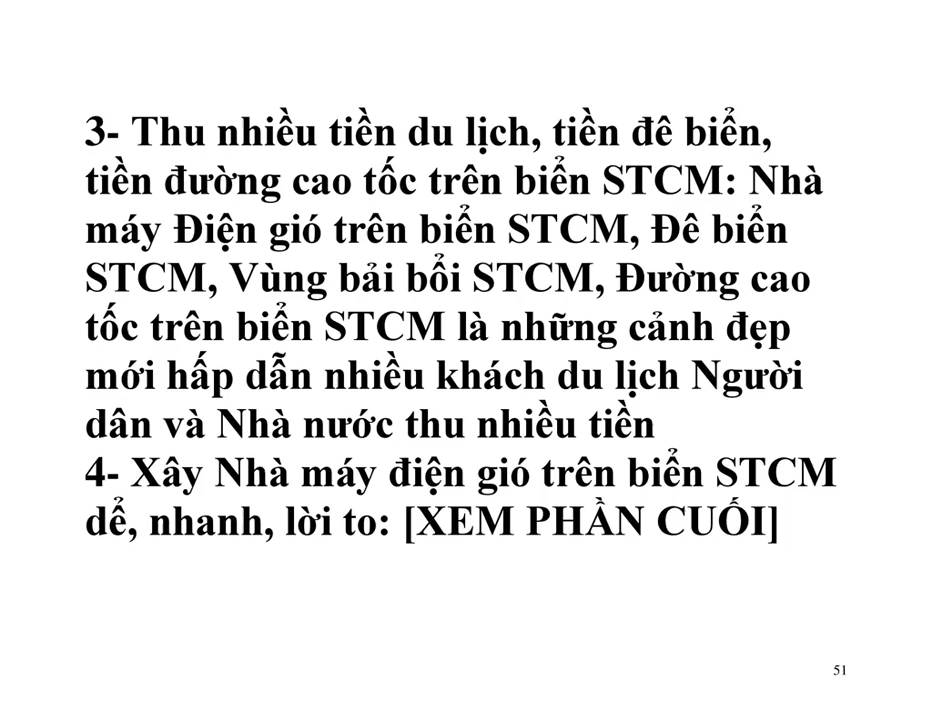 3- Thu nhiều tiền du lịch, tiền đê biển,
tiền đường cao tốc trên biển STCM: Nhà
máy Điện gió trên biển STCM, Đê biển
STCM, Vùng bải bổi STCM, Đường cao
tốc trên biển STCM là những cảnh đẹp
mới hấp dẫn nhiều khách du lịch Người
dân và Nhà nước thu nhiều tiền
4- Xây Nhà máy điện gió trên biển STCM
dể, nhanh, lời to: [XEM PHẦN CUỐI]
51